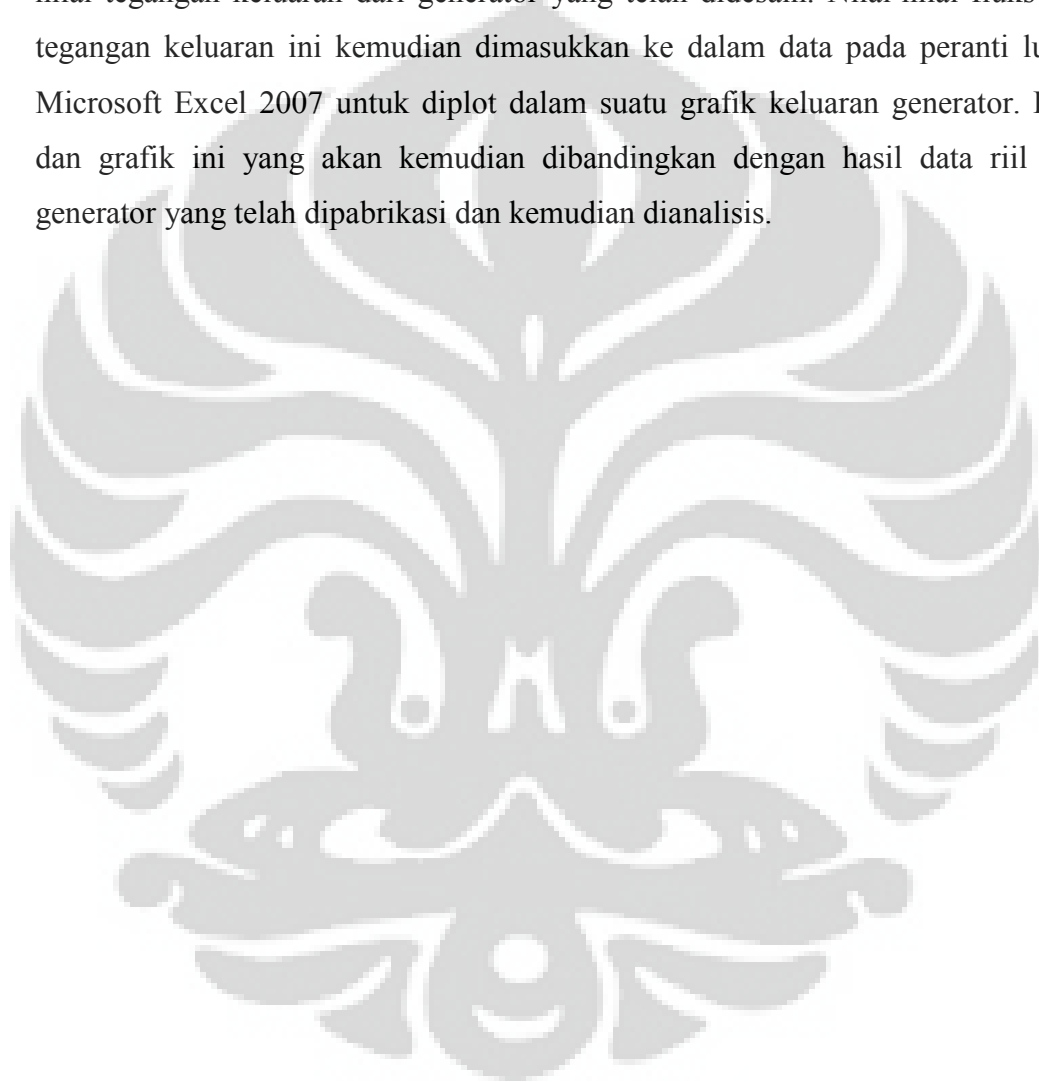 tegangan keluaran ini kemudian dimasukkan ke dalam data pada peranti
Microsoft Excel 2007 untuk diplot dalam suatu grafik keluaran generator.
dan grafik ini yang akan kemudian dibandingkan dengan hasil data riil
generator yang telah dipabrikasi dan kemudian dianalisis.